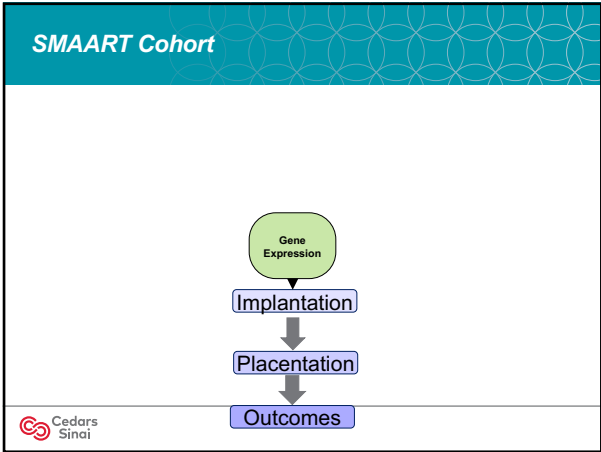 SMAART Cohort
Gene
Expression
Implantation
Placentation
Outcomes
Cedars
Sinai